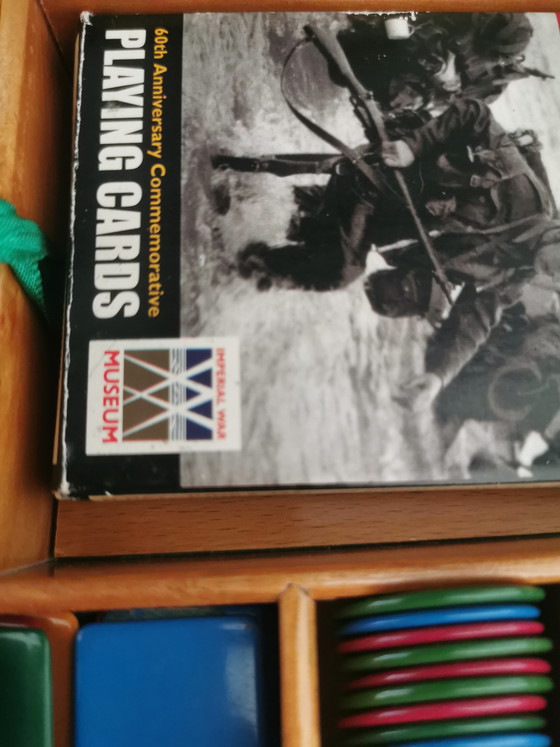 60th Anniversary Commemorative
PLAYING CARDS
IMPERIAL WAR
MUSEUM